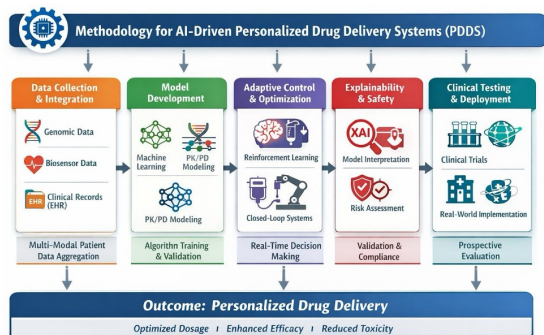 Methodology for AI-Driven Personalized Drug Delivery Systems (PDDS)
Data Collection
& Integration
Genomic Data
Biosensor Data
EHR
Clinical Records
(EHR)
Multi-Modal Patient
Data Aggregation
Model
Development
Machine
Learning
PK/PD
Modeling
PK/PD Modeling
Algorithm Training
& Validation
Adaptive Control
& Optimization
Reinforcement Learning
Closed-Loop Systems
Real-Time Decision
Making
Explainability
& Safety
XAI
Model Interpretation
Risk Assessment
Validation &
Compliance
Clinical Testing
& Deployment
Clinical Trials
Real-World Implementation
Prospective
Evaluation
Outcome: Personalized Drug Delivery
Optimized Dosage I Enhanced Efficacy I Reduced Toxicity